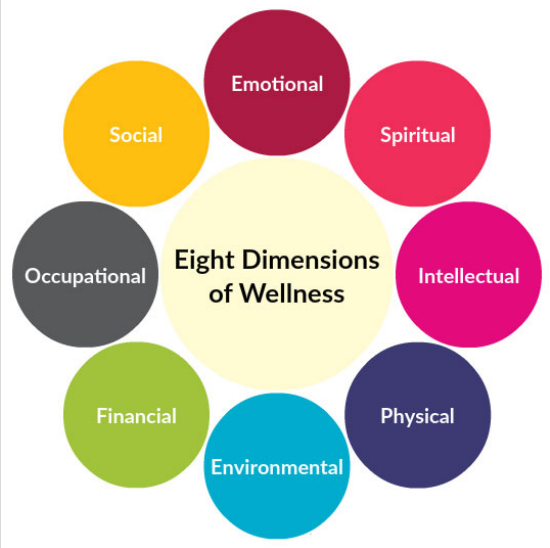 Emotional
Social
Spiritual
Eight Dimensions
of Wellness
Occupational
Intellectual
Financial
Physical
Environmental